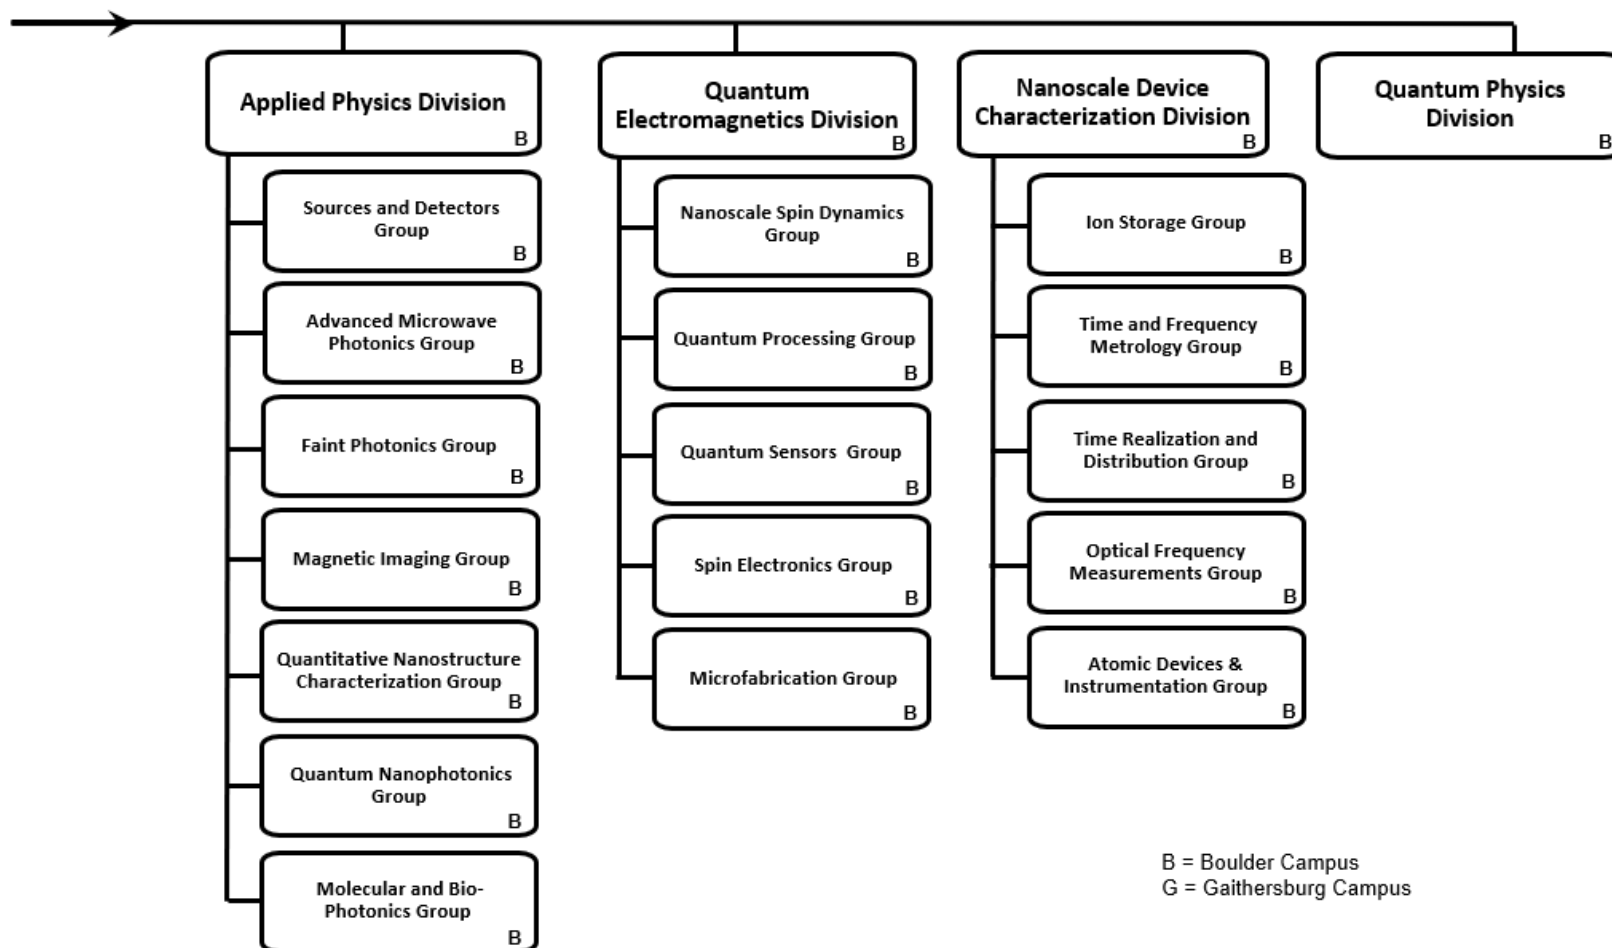 Applied Physics Division
B
Sources and Detectors
Group
B
Advanced Microwave
Photonics Group
B
Faint Photonics Group
B
Magnetic Imaging Group
B
Quantitative Nanostructure
Characterization Group
B
Quantum Nanophotonics
Group
B
Molecular and Bio-
Photonics Group
B
Quantum
Electromagnetics Division
B
Nanoscale Spin Dynamics
Group
B
Quantum Processing Group
B
Quantum Sensors  Group
B
Spin Electronics Group
B
Microfabrication Group
B
Nanoscale Device
Characterization Division
B
Ion Storage Group
B
Time and Frequency
Metrology Group
B
Time Realization and
Distribution Group
B
Optical Frequency
Measurements Group
B
Atomic Devices &
Instrumentation Group
B
Quantum Physics
Division
B
B = Boulder Campus
G = Gaithersburg Campus